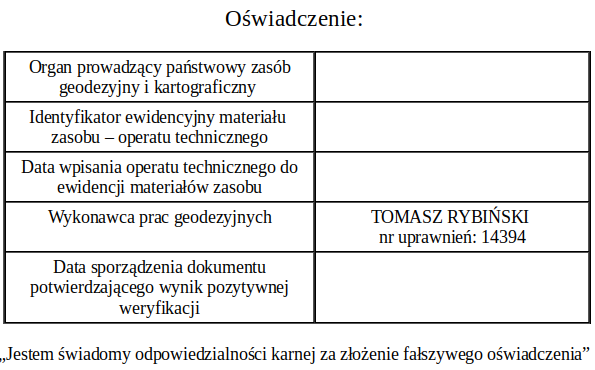 Oświadczenie:
Organ prowadzący państwowy zasób
geodezyjny i kartograficzny
Identyfikator ewidencyjny materiału
zasobu – operatu technicznego
Data wpisania operatu technicznego do
ewidencji materiałów zasobu
Wykonawca prac geodezyjnych
TOMASZ RYBIŃSKI
nr uprawnień: 14394
Data sporządzenia dokumentu
potwierdzającego wynik pozytywnej
weryfikacji
„Jestem świadomy odpowiedzialności karnej za złożenie fałszywego oświadczenia”